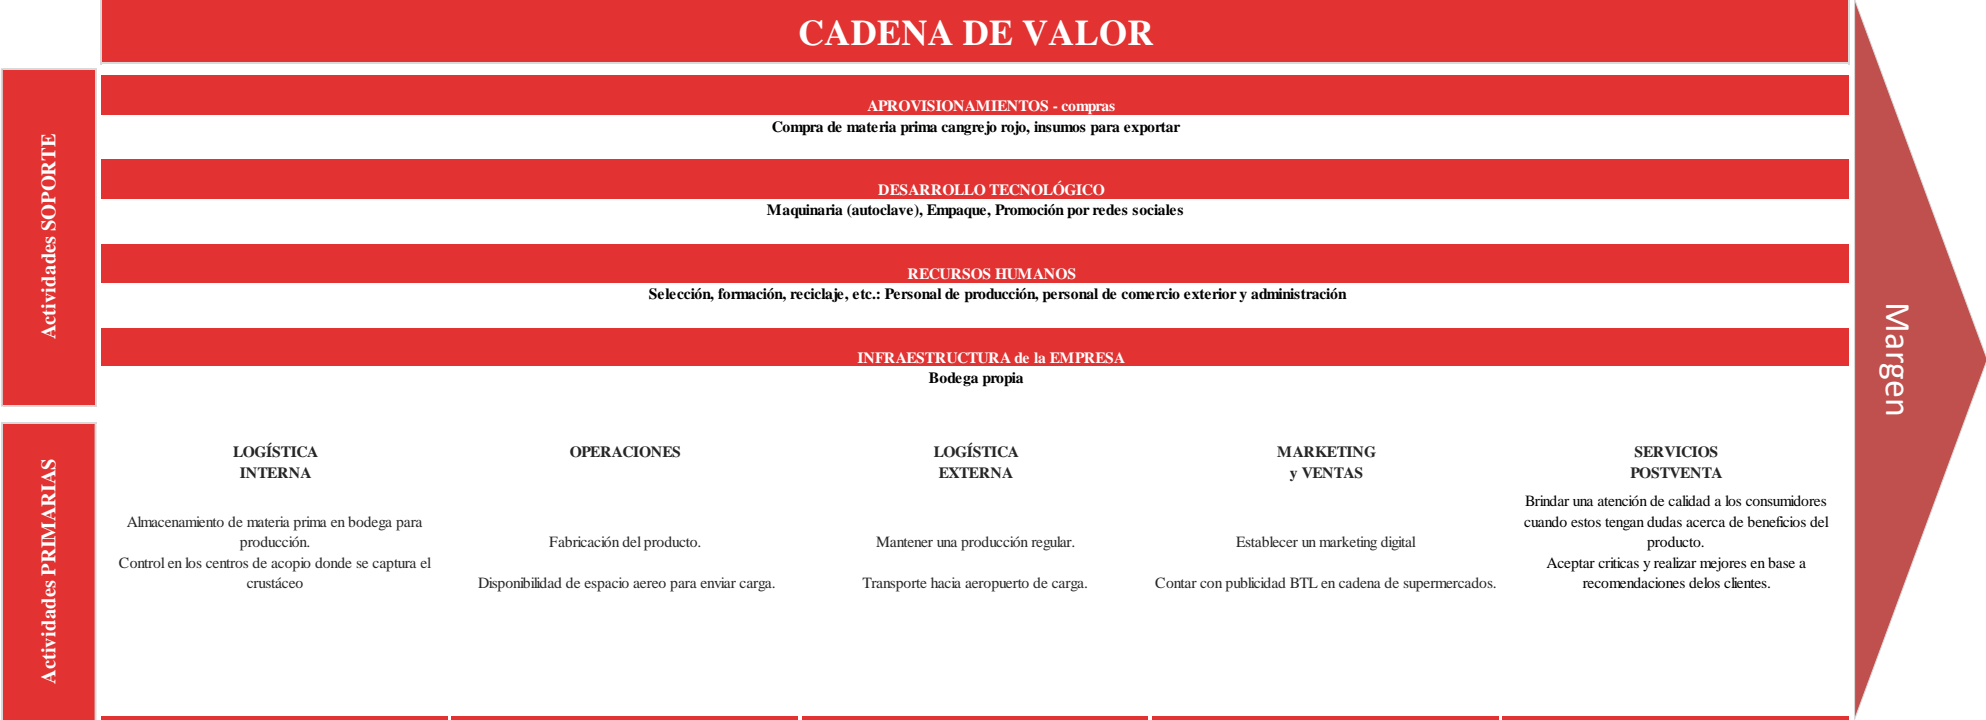 CADENA DE VALOR
Actividades SOPORTE
APROVISIONAMIENTOS - compras
Compra de materia prima cangrejo rojo, insumos para exportar
DESARROLLO TECNOLÓGICO
Maquinaria (autoclave), Empaque, Promoción por redes sociales
RECURSOS HUMANOS
Selección, formación, reciclaje, etc.: Personal de producción, personal de comercio exterior y administración
INFRAESTRUCTURA de la EMPRESA
Bodega propia
Margen
Actividades PRIMARIAS
LOGÍSTICA
INTERNA
Almacenamiento de materia prima en bodega para
producción.
Control en los centros de acopio donde se captura el
crustáceo
OPERACIONES
Fabricación del producto.
Disponibilidad de espacio aereo para enviar carga.
LOGÍSTICA
EXTERNA
Mantener una producción regular.
Transporte hacia aeropuerto de carga.
MARKETING
y VENTAS
Establecer un marketing digital
Contar con publicidad BTL en cadena de supermercados.
SERVICIOS
POSTVENTA
Brindar una atención de calidad a los consumidores
cuando estos tengan dudas acerca de beneficios del
producto.
Aceptar criticas y realizar mejores en base a
recomendaciones delos clientes.